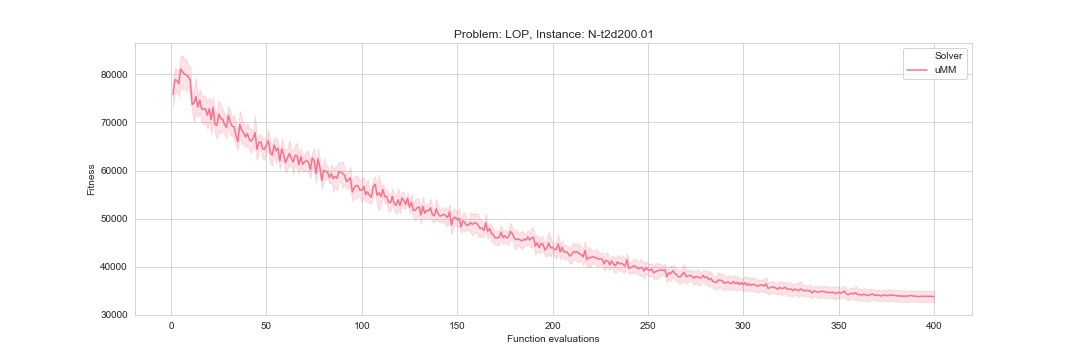 Problem: LOP, Instance: N-t2d200.01
Solver
uMM
80000
70000
60000
50000
40000
30000
Fitness
0 50 100 150 200 250 300 350 400
Function evaluations